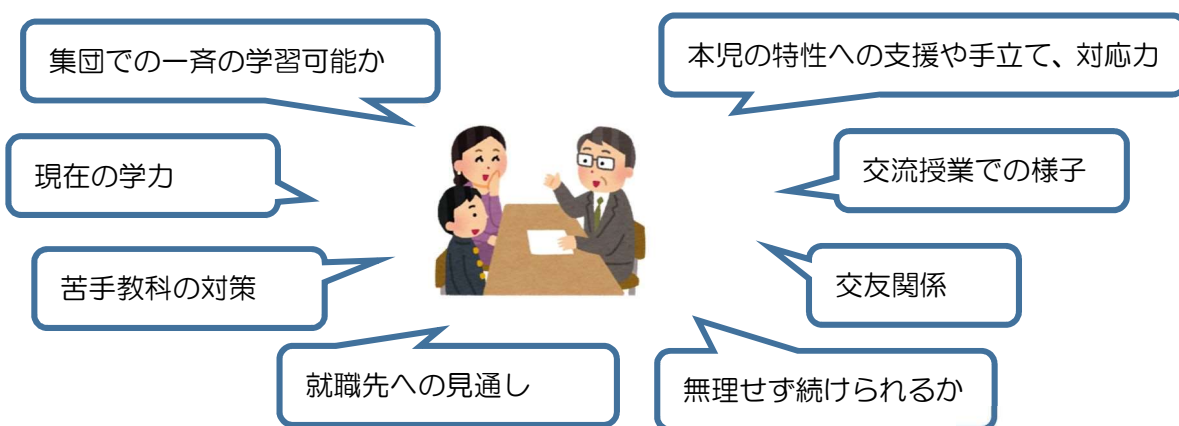 集団での一斉の学習可能か
本児の特性への支援や手立て、対応力
現在の学力
交流授業での様子
苦手教科の対策
交友関係
就職先への見通し
無理せず続けられるか